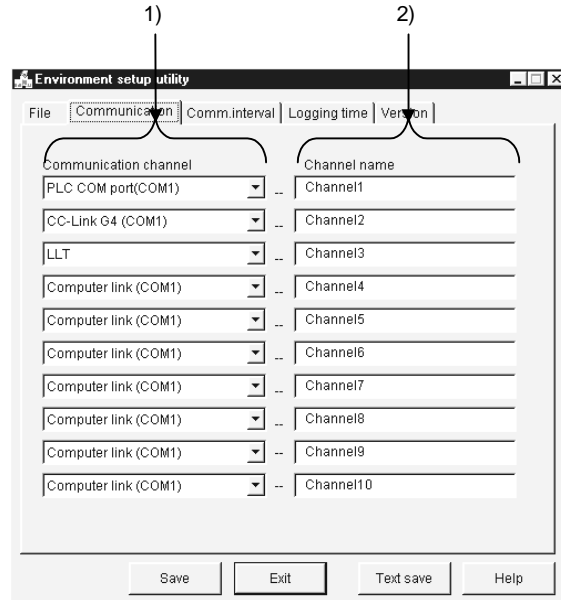 1) 2)
Environment setup utility
File Communication Comm.interval Logging time Version
Communication channel Channel name
PLC COM port(COM1) -- Channel1
CC-Link G4 (COM1) -- Channel2
LLT -- Channel3
Computer link (COM1) -- Channel4
Computer link (COM1) -- Channel5
Computer link (COM1) -- Channel6
Computer link (COM1) -- Channel7
Computer link (COM1) -- Channel8
Computer link (COM1) -- Channel9
Computer link (COM1) -- Channel10
Save Exit Text save Help